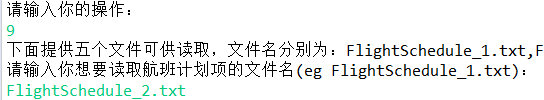 请输入你的操作：
9
下面提供五个文件可供读取，文件名分别为：FlightSchedule_1.txt,F
请输入你想要读取航班计划项的文件名(eg FlightSchedule_1.txt)：
FlightSchedule_2.txt